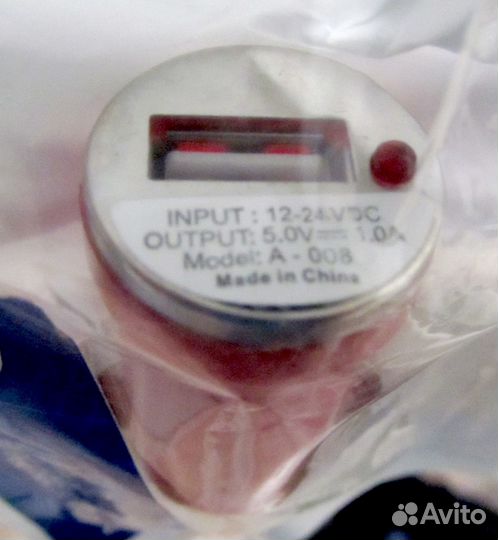 INPUT : 12-24VDC
OUTPUT: 5.0V⎓1.0A
Model: A - 008
Made in China
Avito